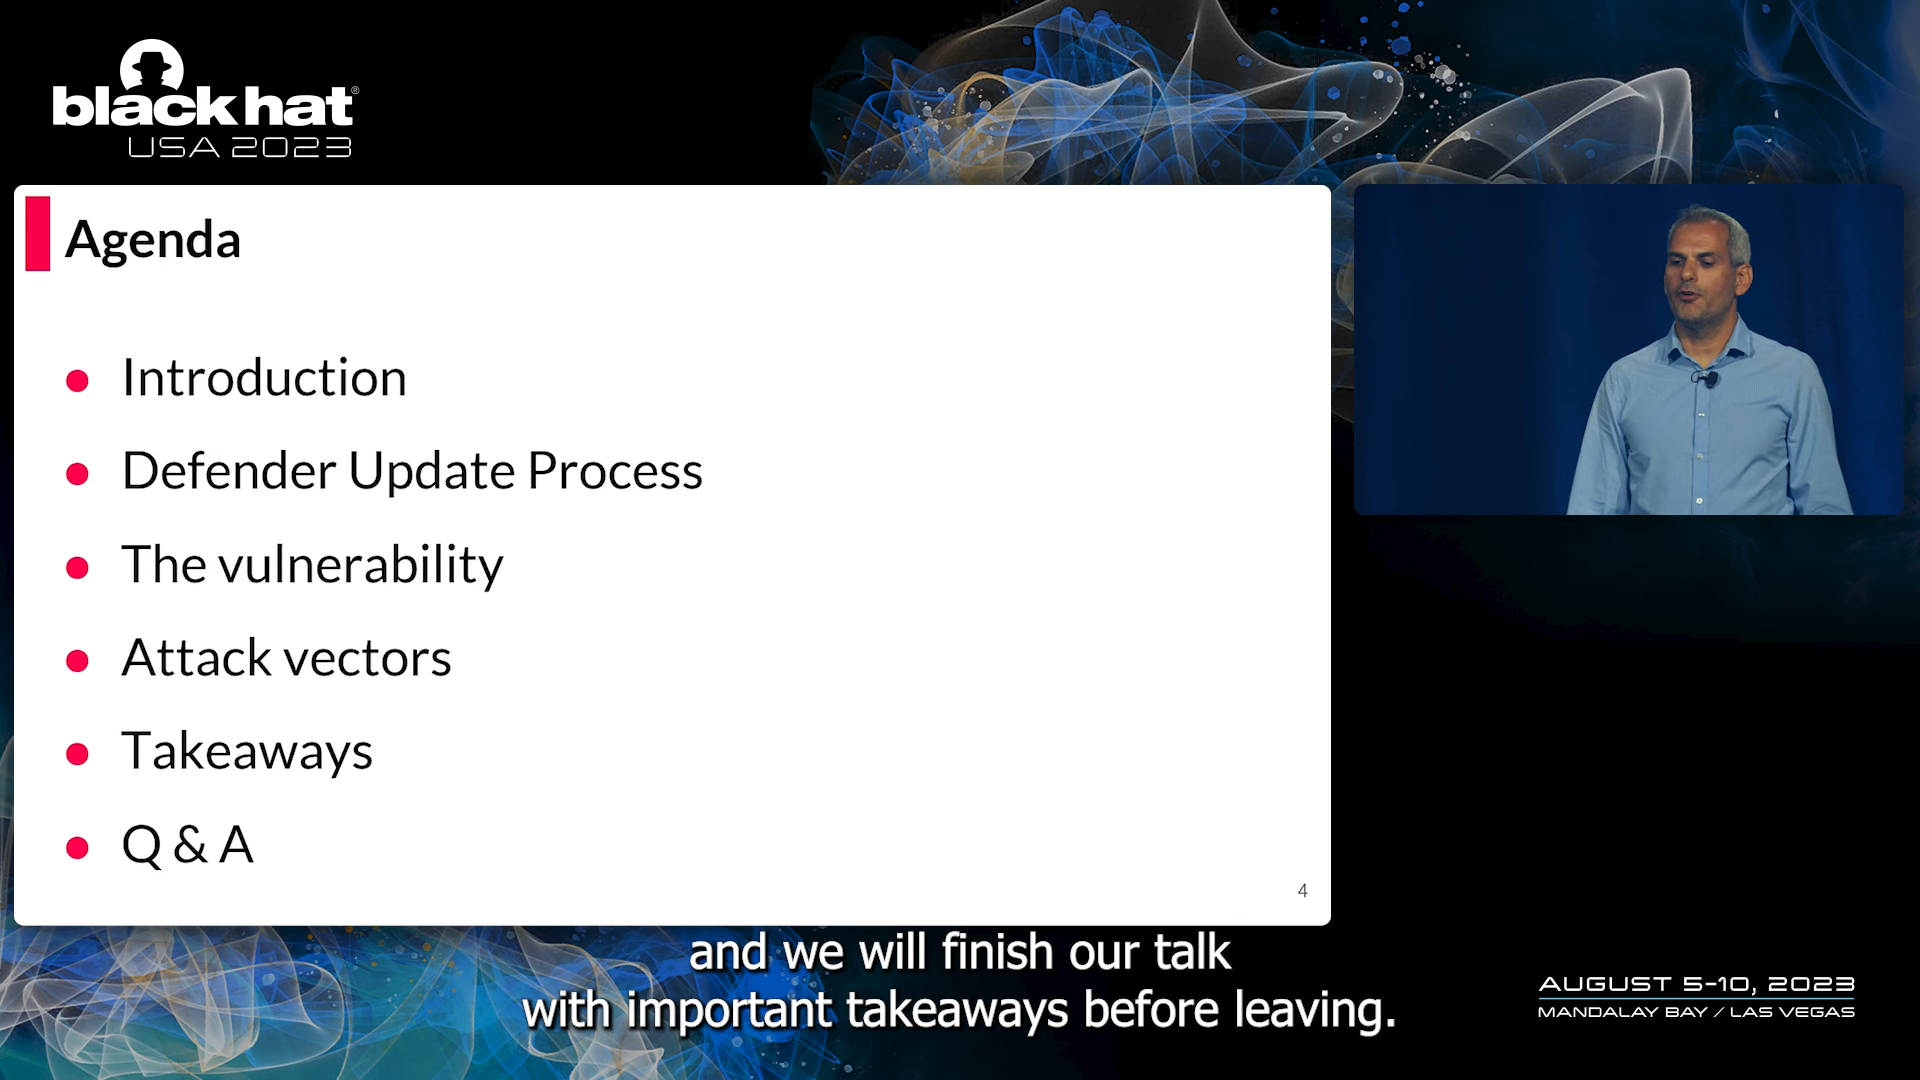 black hat®
USA 2023
Agenda
● Introduction
● Defender Update Process
● The vulnerability
● Attack vectors
● Takeaways
● Q & A
4
and we will finish our talk
with important takeaways before leaving.
AUGUST 5-10, 2023
MANDALAY BAY / LAS VEGAS